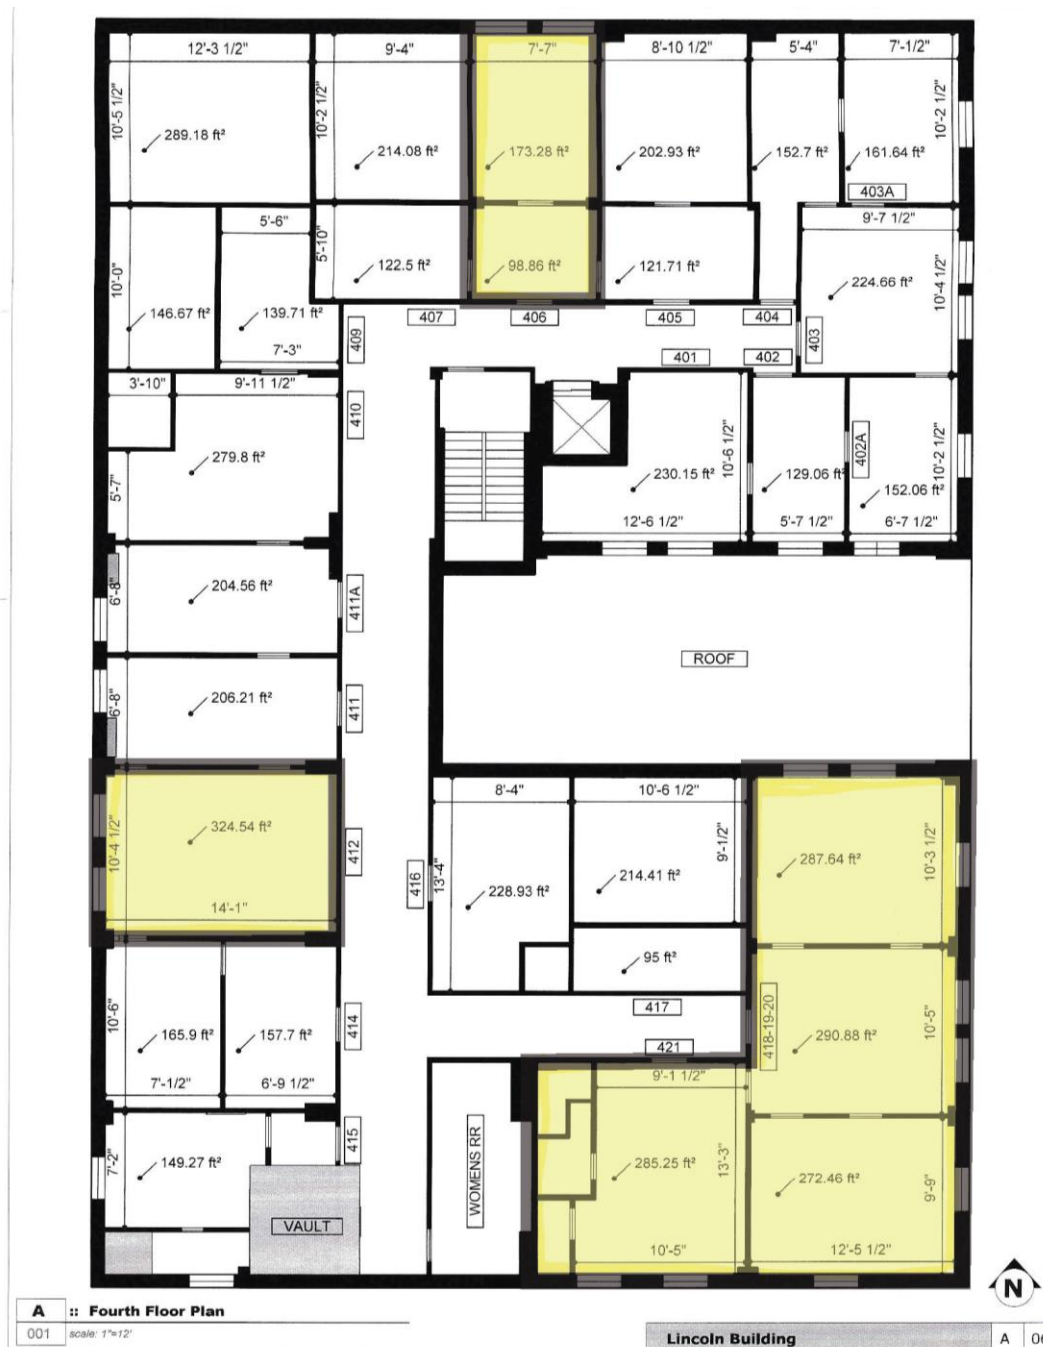 12'-3 1/2"
9'-4"
7'-7"
8'-10 1/2"
5'-4"
7'-1/2"
10'-5 1/2"
10'-2 1/2"
10'-2 1/2"
289.18 ft²
214.08 ft²
173.28 ft²
202.93 ft²
152.7 ft²
161.64 ft²
403A
5'-6"
9'-7 1/2"
5'-10"
10'-0"
122.5 ft²
98.86 ft²
121.71 ft²
224.66 ft²
10'-4 1/2"
146.67 ft²
139.71 ft²
407
406
405
404
403
409
7'-3"
401
402
3'-10"
9'-11 1/2"
410
279.8 ft²
5'-7"
230.15 ft²
10'-6 1/2"
129.06 ft²
402A
152.06 ft²
10'-2 1/2"
12'-6 1/2"
5'-7 1/2"
6'-7 1/2"
6'-8"
204.56 ft²
411A
ROOF
6'-8"
206.21 ft²
411
8'-4"
10'-6 1/2"
10'-4 1/2"
324.54 ft²
412
9'-1/2"
287.64 ft²
10'-3 1/2"
416
13'-4"
228.93 ft²
214.41 ft²
14'-1"
95 ft²
10'-6"
165.9 ft²
157.7 ft²
414
417
421
418-19-20
290.88 ft²
10'-5"
7'-1/2"
6'-9 1/2"
9'-1 1/2"
415
7'-2"
149.27 ft²
WOMENS RR
285.25 ft²
13'-3"
272.46 ft²
9'-9"
VAULT
10'-5"
12'-5 1/2"
N
A :: Fourth Floor Plan
001 scale: 1"=12'
Lincoln Building A 06